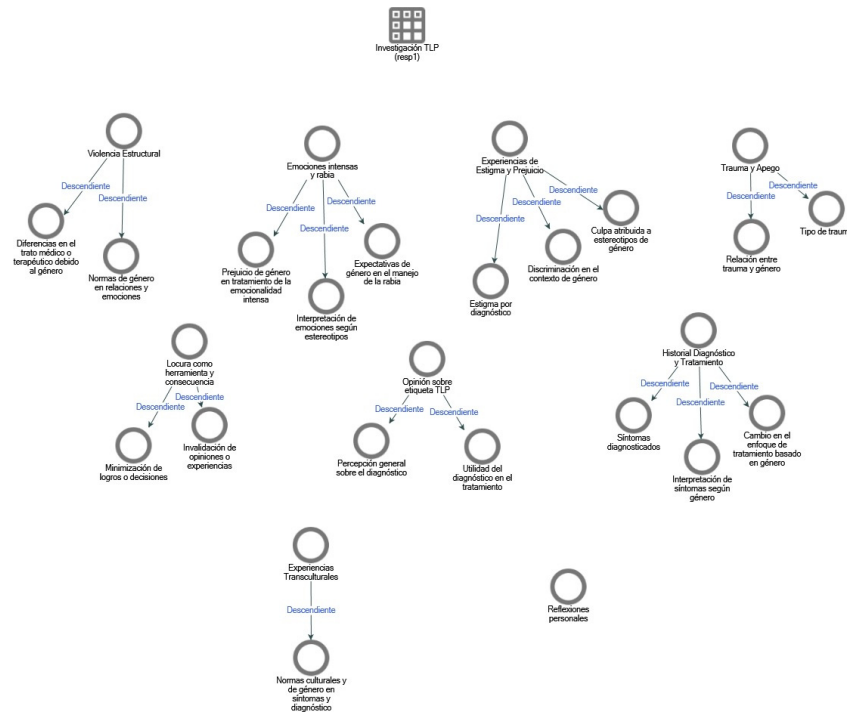 Investigación TLP
(resp1)
Violencia Estructural
Descendiente
Descendiente
Diferencias en el
trato médico o
terapéutico debido
al género
Normas de género
en relaciones y
emociones
Emociones intensas
y rabia
Descendiente
Descendiente
Descendiente
Prejuicio de género
en tratamiento de la
emocionalidad
intensa
Interpretación de
emociones según
estereotipos
Expectativas de
género en el manejo
de la rabia
Experiencias de
Estigma y Prejuicio
Descendiente
Descendiente
Descendiente
Estigma por
diagnóstico
Discriminación en el
contexto de género
Culpa atribuida a
estereotipos de
género
Trauma y Apego
Descendiente
Descendiente
Relación entre
trauma y género
Tipo de traum
Locura como
herramienta y
consecuencia
Descendiente
Descendiente
Minimización de
logros o decisiones
Invalidación de
opiniones o
experiencias
Opinión sobre
etiqueta TLP
Descendiente
Descendiente
Percepción general
sobre el diagnóstico
Utilidad del
diagnóstico en el
tratamiento
Historial Diagnóstico
y Tratamiento
Descendiente
Descendiente
Descendiente
Síntomas
diagnosticados
Interpretación de
síntomas según
género
Cambio en el
enfoque de
tratamiento basado
en género
Experiencias
Transculturales
Descendiente
Normas culturales y
de género en
síntomas y
diagnóstico
Reflexiones
personales